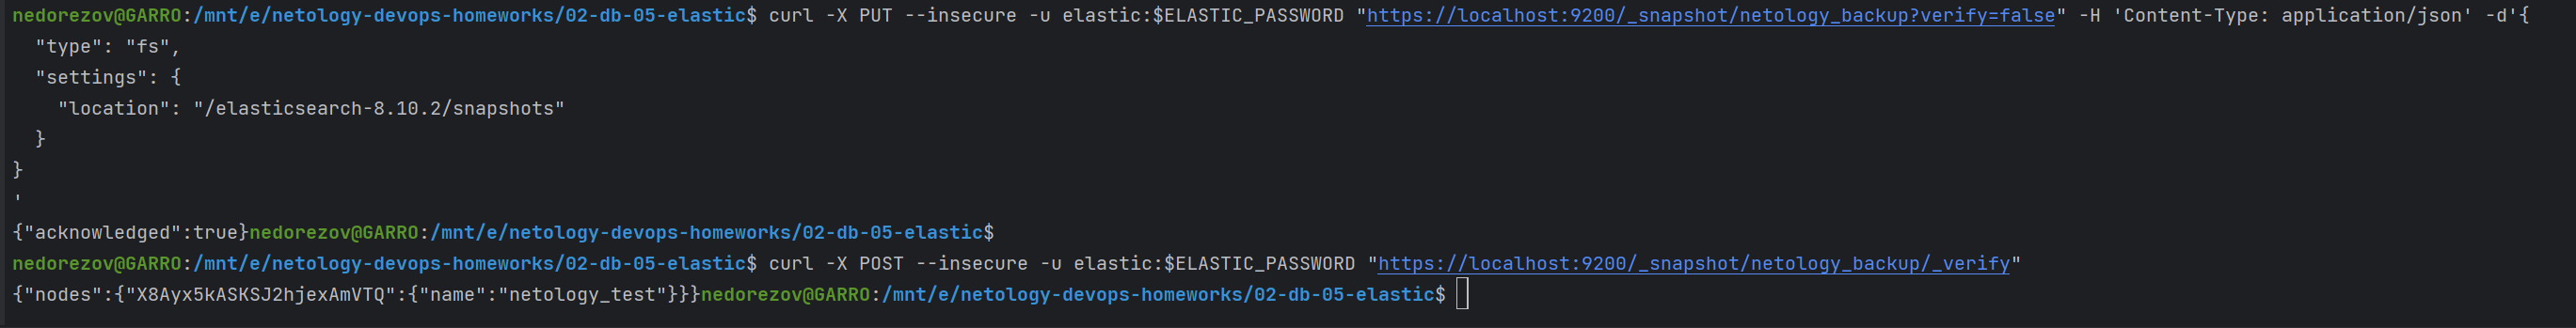 nedorezov@GARRO:/mnt/e/netology-devops-homeworks/02-db-05-elastic$ curl -X PUT --insecure -u elastic:$ELASTIC_PASSWORD "https://localhost:9200/_snapshot/netology_backup?verify=false" -H 'Content-Type: application/json' -d'{
  "type": "fs",
  "settings": {
    "location": "/elasticsearch-8.10.2/snapshots"
  }
}
'
{"acknowledged":true}nedorezov@GARRO:/mnt/e/netology-devops-homeworks/02-db-05-elastic$
nedorezov@GARRO:/mnt/e/netology-devops-homeworks/02-db-05-elastic$ curl -X POST --insecure -u elastic:$ELASTIC_PASSWORD "https://localhost:9200/_snapshot/netology_backup/_verify"
{"nodes":{"X8Ayx5kASKSJ2hjexAmVTQ":{"name":"netology_test"}}}nedorezov@GARRO:/mnt/e/netology-devops-homeworks/02-db-05-elastic$